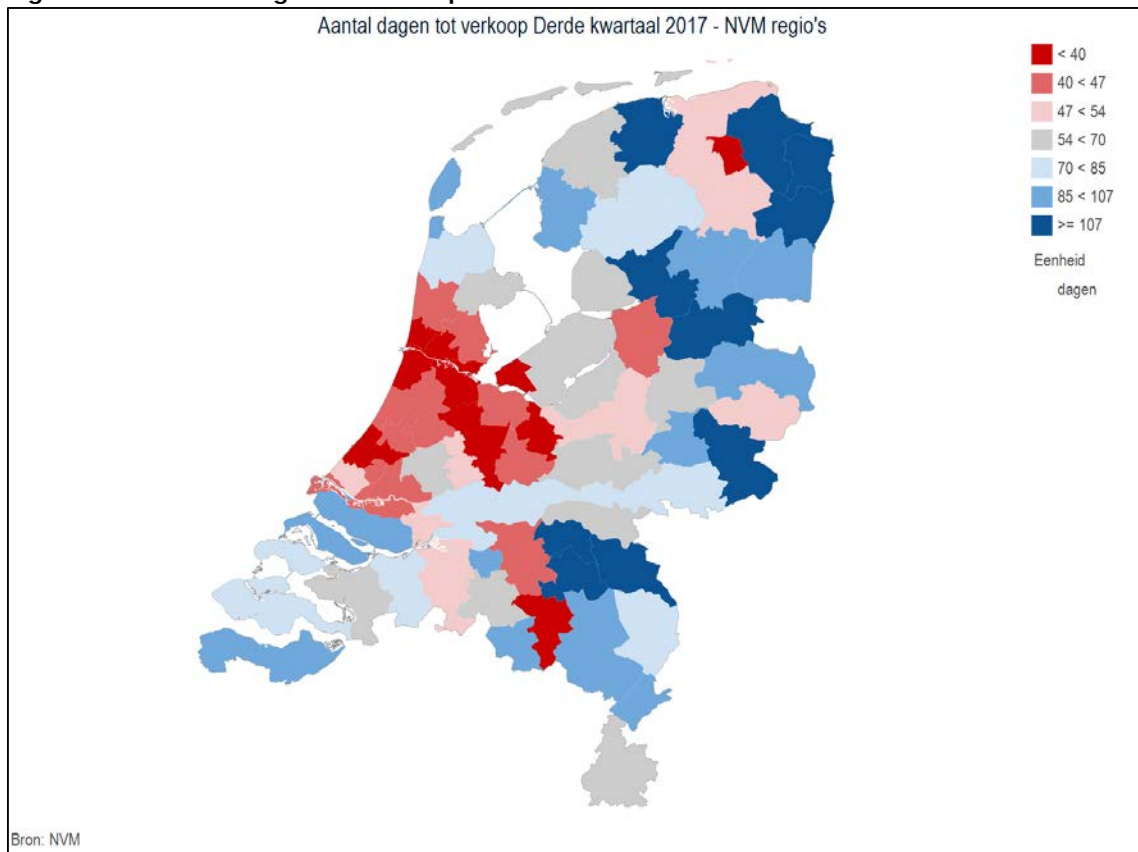 Aantal dagen tot verkoop Derde kwartaal 2017 - NVM regio's
< 40
40 < 47
47 < 54
54 < 70
70 < 85
85 < 107
>= 107
Eenheid
dagen
Bron: NVM